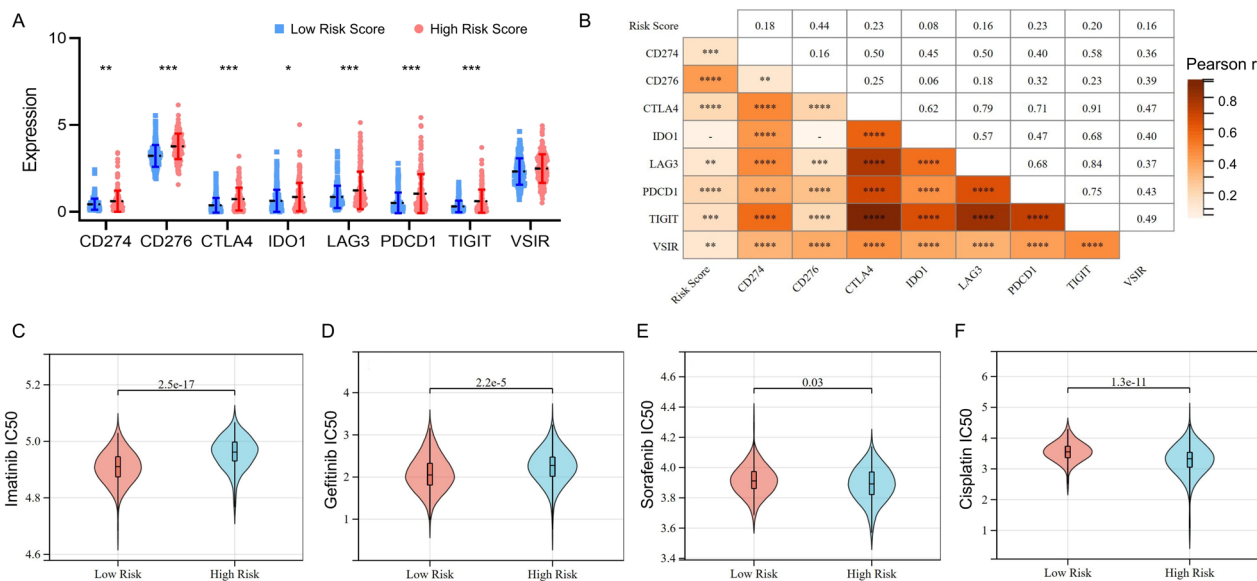 A
Low Risk Score High Risk Score
10
5
0
Expression
** *** *** * *** *** ***
CD274 CD276 CTLA4 IDO1 LAG3 PDCD1 TIGIT VSIR
B
Risk Score 0.18 0.44 0.23 0.08 0.16 0.23 0.20 0.16
CD274 *** 0.16 0.50 0.45 0.50 0.40 0.58 0.36
CD276 **** ** 0.25 0.06 0.18 0.32 0.23 0.39
CTLA4 **** **** **** 0.62 0.79 0.71 0.91 0.47
IDO1 - **** - **** 0.57 0.47 0.68 0.40
LAG3 ** **** *** **** **** 0.68 0.84 0.37
PDCD1 **** **** **** **** **** **** 0.75 0.43
TIGIT *** **** **** **** **** **** **** 0.49
VSIR ** **** **** **** **** **** **** ****
Risk Score CD274 CD276 CTLA4 IDO1 LAG3 PDCD1 TIGIT VSIR
Pearson r
0.8
0.6
0.4
0.2
C
Imatinib IC50
5.2
5.0
4.8
4.6
2.5e-17
Low Risk High Risk
D
Gefitinib IC50
4
3
2
1
2.2e-5
Low Risk High Risk
E
Sorafenib IC50
4.6
4.4
4.2
4.0
3.8
3.6
3.4
0.03
Low Risk High Risk
F
Cisplatin IC50
6
5
4
3
2
1
1.3e-11
Low Risk High Risk